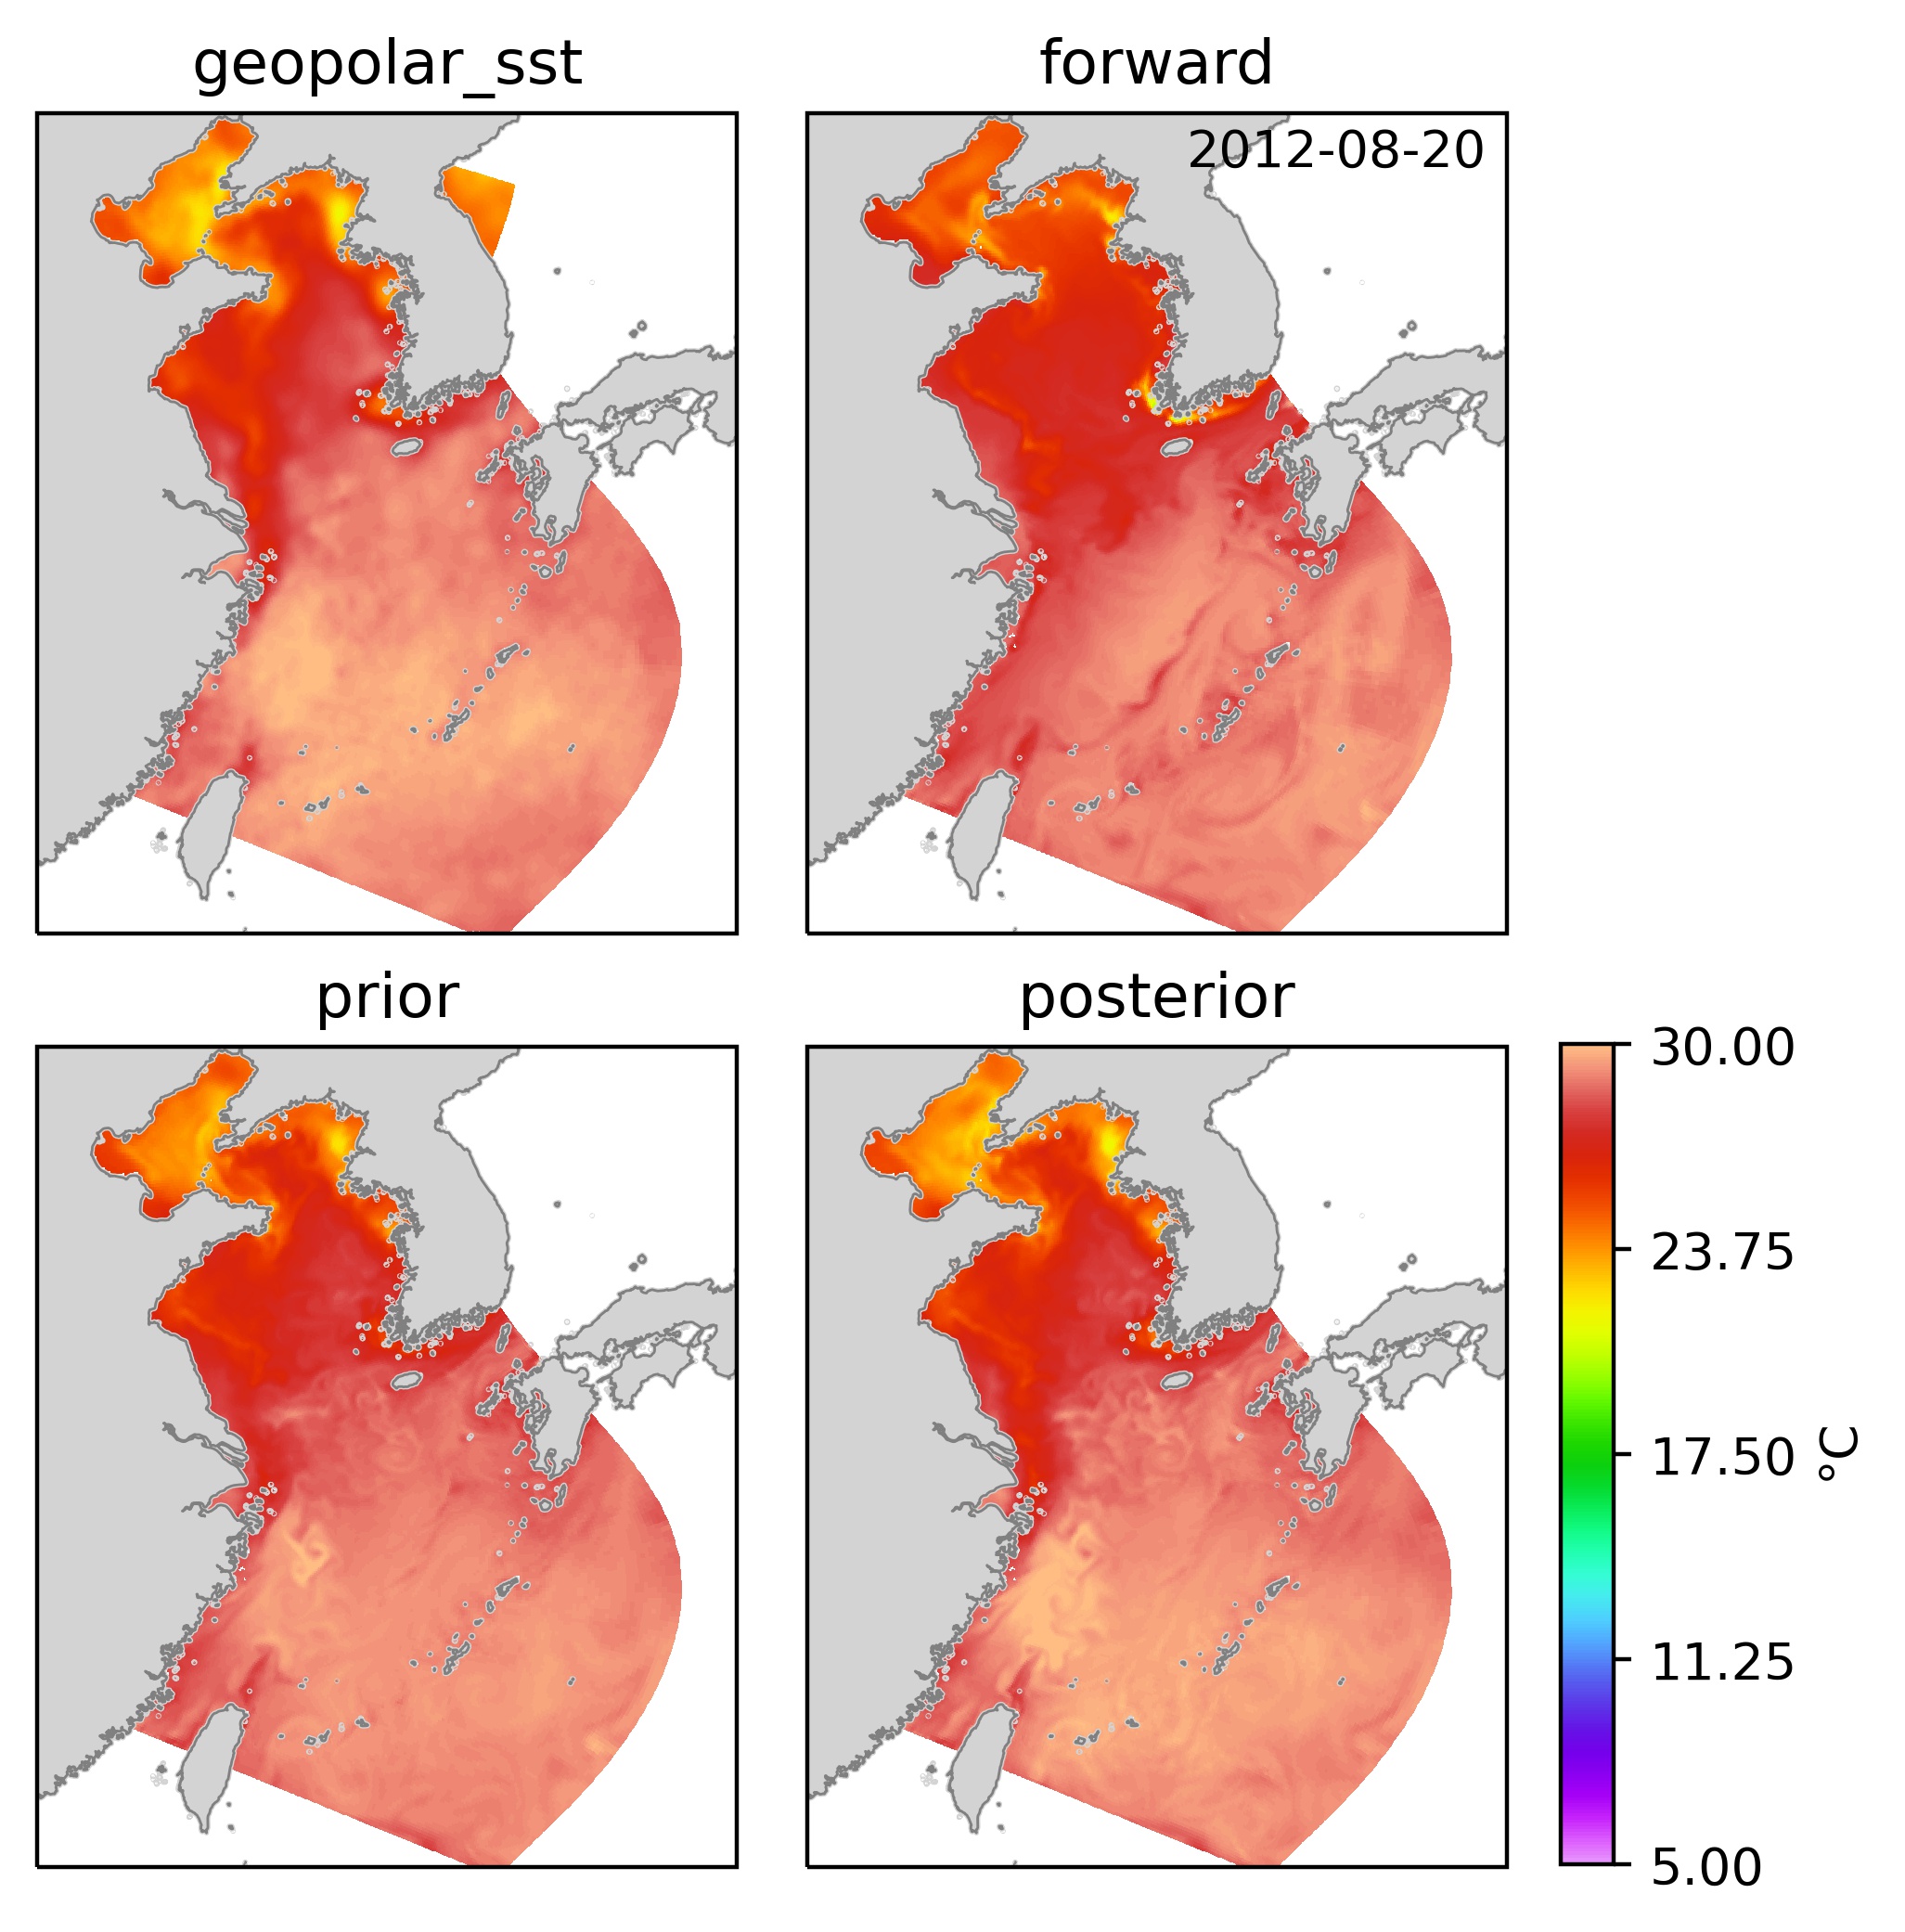 geopolar_sst
forward
2012-08-20
prior
posterior
30.00
23.75
17.50
11.25
5.00
°C